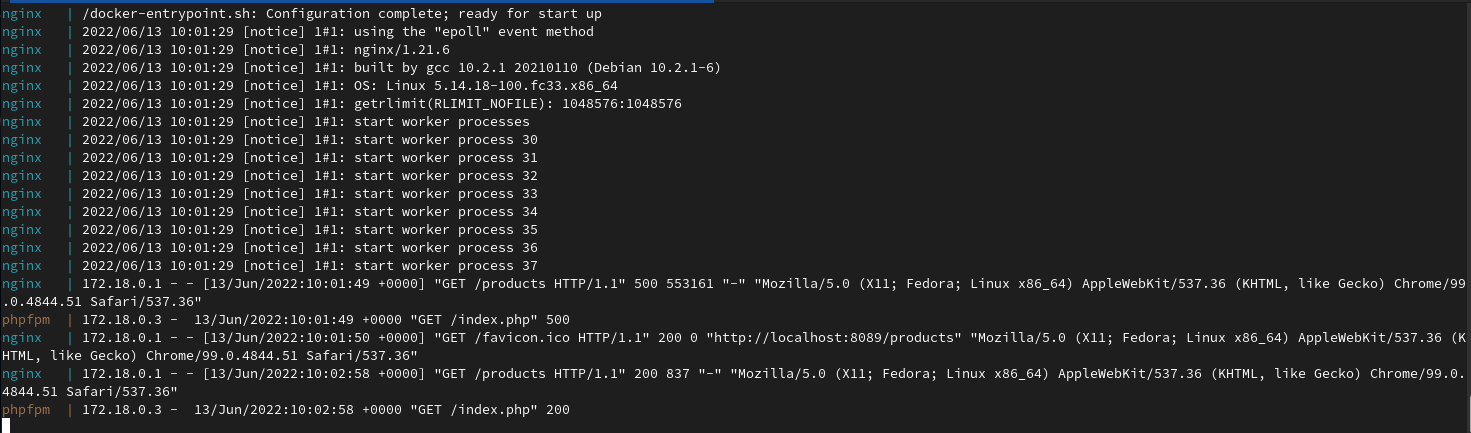 nginx   | /docker-entrypoint.sh: Configuration complete; ready for start up
nginx   | 2022/06/13 10:01:29 [notice] 1#1: using the "epoll" event method
nginx   | 2022/06/13 10:01:29 [notice] 1#1: nginx/1.21.6
nginx   | 2022/06/13 10:01:29 [notice] 1#1: built by gcc 10.2.1 20210110 (Debian 10.2.1-6)
nginx   | 2022/06/13 10:01:29 [notice] 1#1: OS: Linux 5.14.18-100.fc33.x86_64
nginx   | 2022/06/13 10:01:29 [notice] 1#1: getrlimit(RLIMIT_NOFILE): 1048576:1048576
nginx   | 2022/06/13 10:01:29 [notice] 1#1: start worker processes
nginx   | 2022/06/13 10:01:29 [notice] 1#1: start worker process 30
nginx   | 2022/06/13 10:01:29 [notice] 1#1: start worker process 31
nginx   | 2022/06/13 10:01:29 [notice] 1#1: start worker process 32
nginx   | 2022/06/13 10:01:29 [notice] 1#1: start worker process 33
nginx   | 2022/06/13 10:01:29 [notice] 1#1: start worker process 34
nginx   | 2022/06/13 10:01:29 [notice] 1#1: start worker process 35
nginx   | 2022/06/13 10:01:29 [notice] 1#1: start worker process 36
nginx   | 2022/06/13 10:01:29 [notice] 1#1: start worker process 37
nginx   | 172.18.0.1 - - [13/Jun/2022:10:01:49 +0000] "GET /products HTTP/1.1" 500 553161 "-" "Mozilla/5.0 (X11; Fedora; Linux x86_64) AppleWebKit/537.36 (KHTML, like Gecko) Chrome/99
.0.4844.51 Safari/537.36"
phpfpm  | 172.18.0.3 -  13/Jun/2022:10:01:49 +0000 "GET /index.php" 500
nginx   | 172.18.0.1 - - [13/Jun/2022:10:01:50 +0000] "GET /favicon.ico HTTP/1.1" 200 0 "http://localhost:8089/products" "Mozilla/5.0 (X11; Fedora; Linux x86_64) AppleWebKit/537.36 (K
HTML, like Gecko) Chrome/99.0.4844.51 Safari/537.36"
nginx   | 172.18.0.1 - - [13/Jun/2022:10:02:58 +0000] "GET /products HTTP/1.1" 200 837 "-" "Mozilla/5.0 (X11; Fedora; Linux x86_64) AppleWebKit/537.36 (KHTML, like Gecko) Chrome/99.0.
4844.51 Safari/537.36"
phpfpm  | 172.18.0.3 -  13/Jun/2022:10:02:58 +0000 "GET /index.php" 200